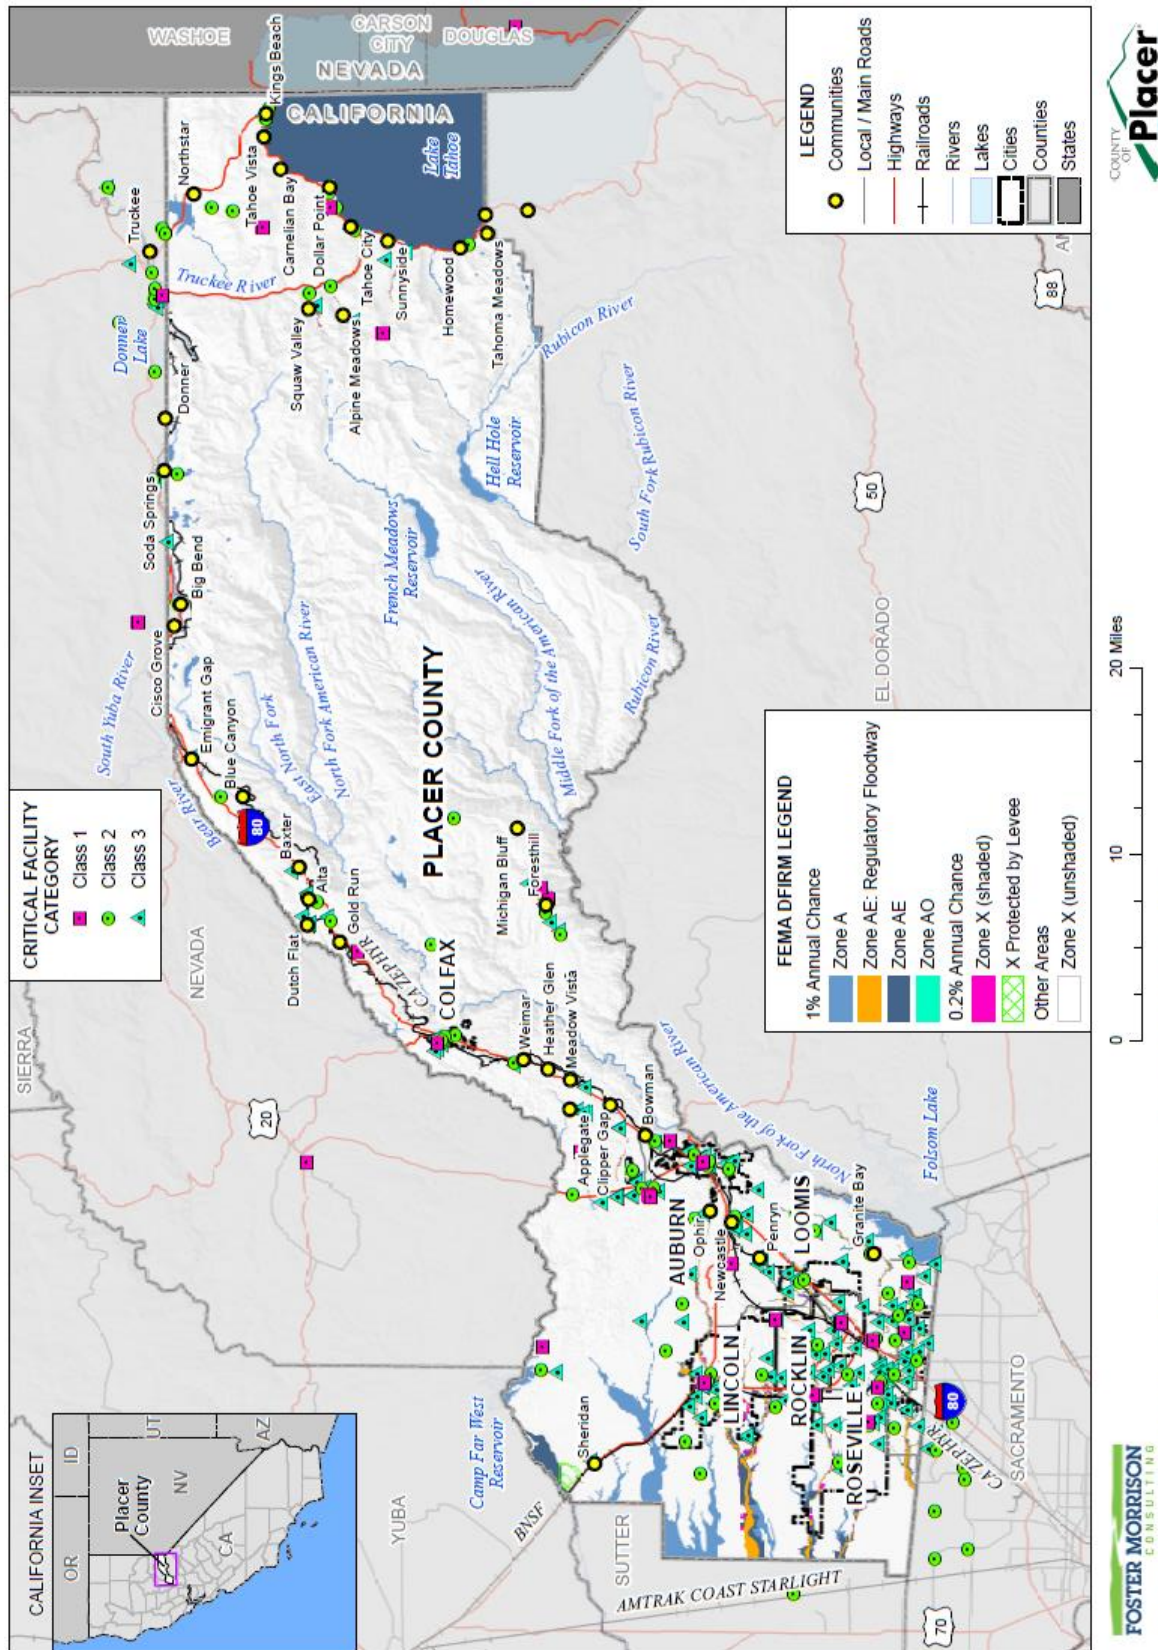 CALIFORNIA INSET
OR
ID
UT
NV
AZ
CA
Placer
County
CRITICAL FACILITY
CATEGORY
Class 1
Class 2
Class 3
SIERRA
NEVADA
YUBA
SUTTER
SACRAMENTO
EL DORADO
WASHOE
CARSON
CITY
DOUGLAS
NEVADA
CALIFORNIA
20
80
80
70
50
88
South Yuba River
Bear River
Donner
Lake
Truckee River
Lake
Tahoe
Truckee
Northstar
Kings Beach
Tahoe Vista
Carnelian Bay
Dollar Point
Tahoe City
Sunnyside
Homewood
Tahoma Meadows
Squaw Valley
Alpine Meadows
Donner
Soda Springs
Big Bend
Cisco Grove
Emigrant Gap
Blue Canyon
Baxter
Alta
Dutch Flat
Gold Run
CA ZEPHYR
COLFAX
PLACER COUNTY
East North Fork
North Fork American River
French Meadows
Reservoir
Hell Hole
Reservoir
Rubicon River
South Fork Rubicon River
Middle Fork of the American River
Rubicon River
Michigan Bluff
Foresthill
Weimar
Heather Glen
Meadow Vista
Applegate
Clipper Gap
Bowman
AUBURN
Ophir
Newcastle
Penryn
LOOMIS
Granite Bay
North Fork of the American River
Folsom Lake
LINCOLN
ROCKLIN
ROSEVILLE
Sheridan
Camp Far West
Reservoir
BNSF
AMTRAK COAST STARLIGHT
CA ZEPHYR
FEMA DFIRM LEGEND
1% Annual Chance
Zone A
Zone AE: Regulatory Floodway
Zone AE
Zone AO
0.2% Annual Chance
Zone X (shaded)
X Protected by Levee
Other Areas
Zone X (unshaded)
LEGEND
Communities
Local / Main Roads
Highways
Railroads
Rivers
Lakes
Cities
Counties
States
0
10
20 Miles
FOSTER MORRISON
CONSULTING
COUNTY
OF
Placer